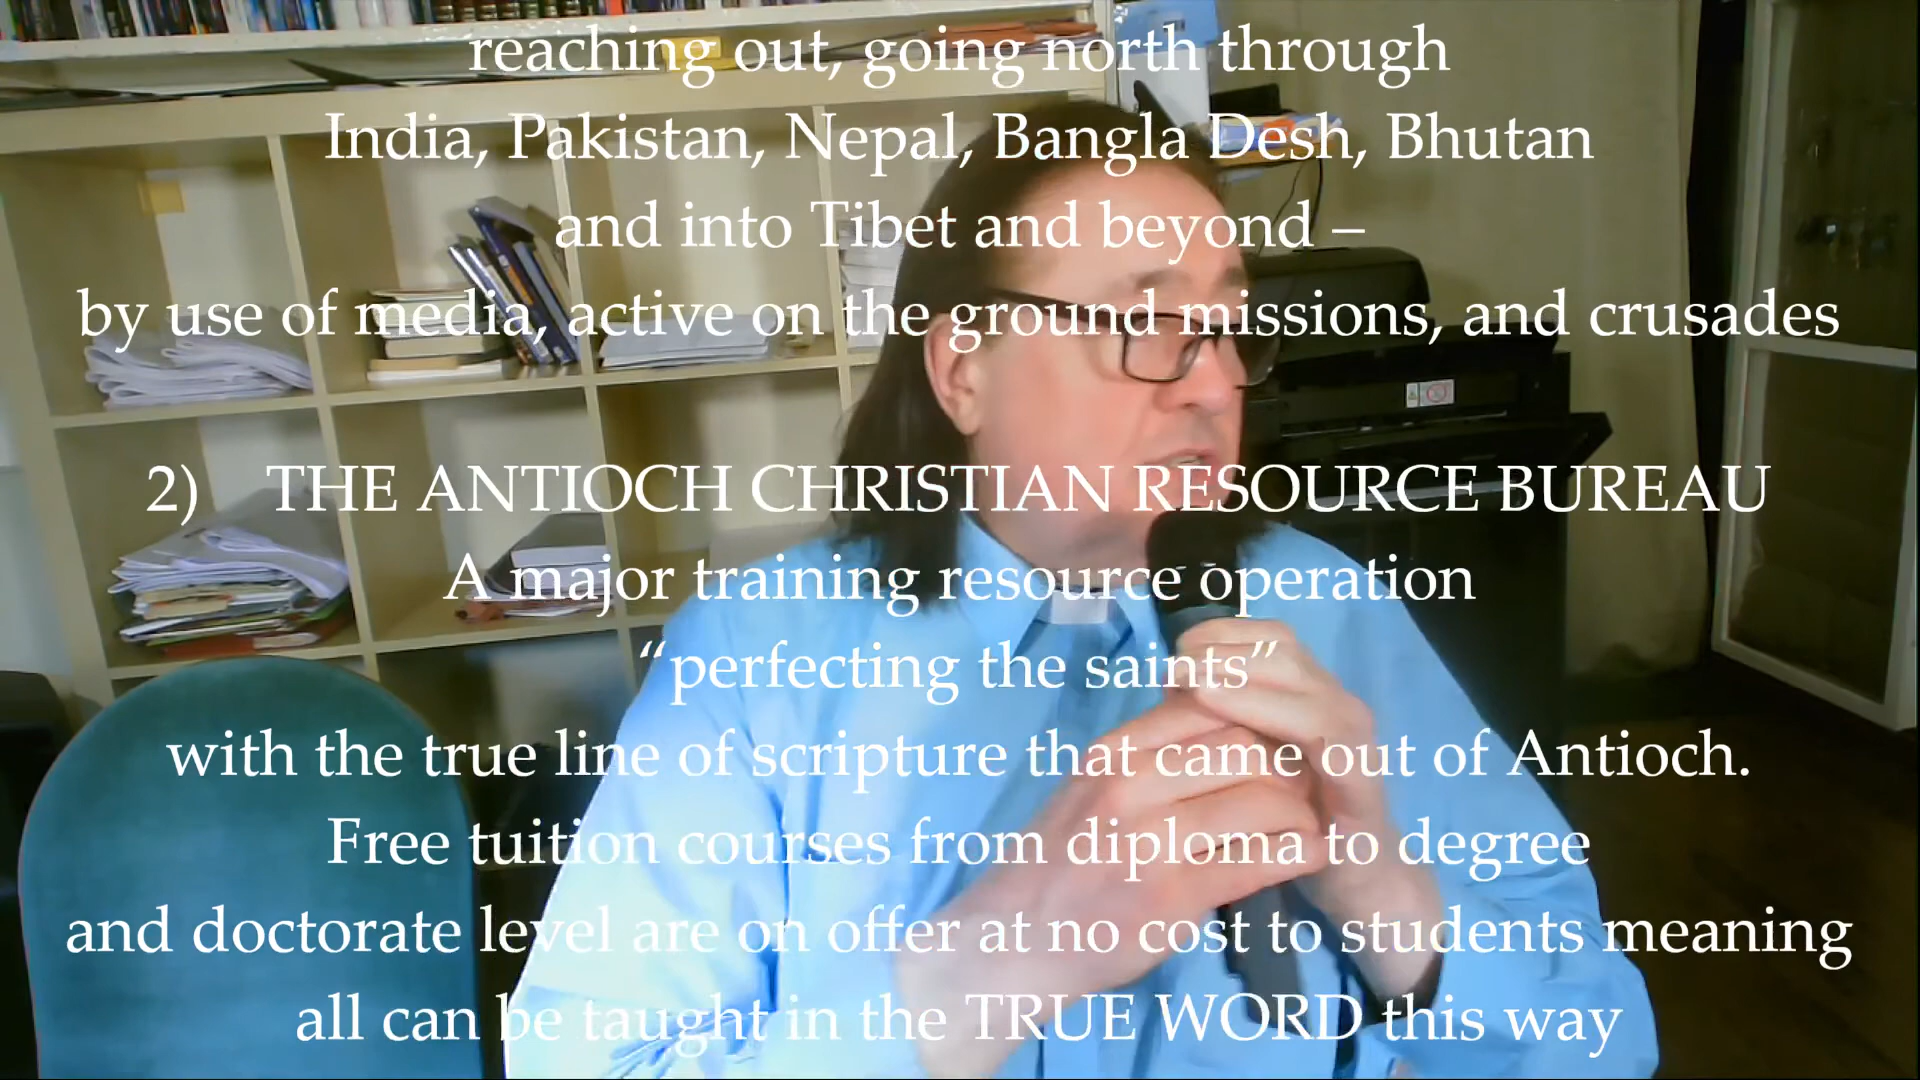 reaching out, going north through
India, Pakistan, Nepal, Bangla Desh, Bhutan
and into Tibet and beyond –
by use of media, active on the ground missions, and crusades
2) THE ANTIOCH CHRISTIAN RESOURCE BUREAU
A major training resource operation
“perfecting the saints”
with the true line of scripture that came out of Antioch.
Free tuition courses from diploma to degree
and doctorate level are on offer at no cost to students meaning
all can be taught in the TRUE WORD this way